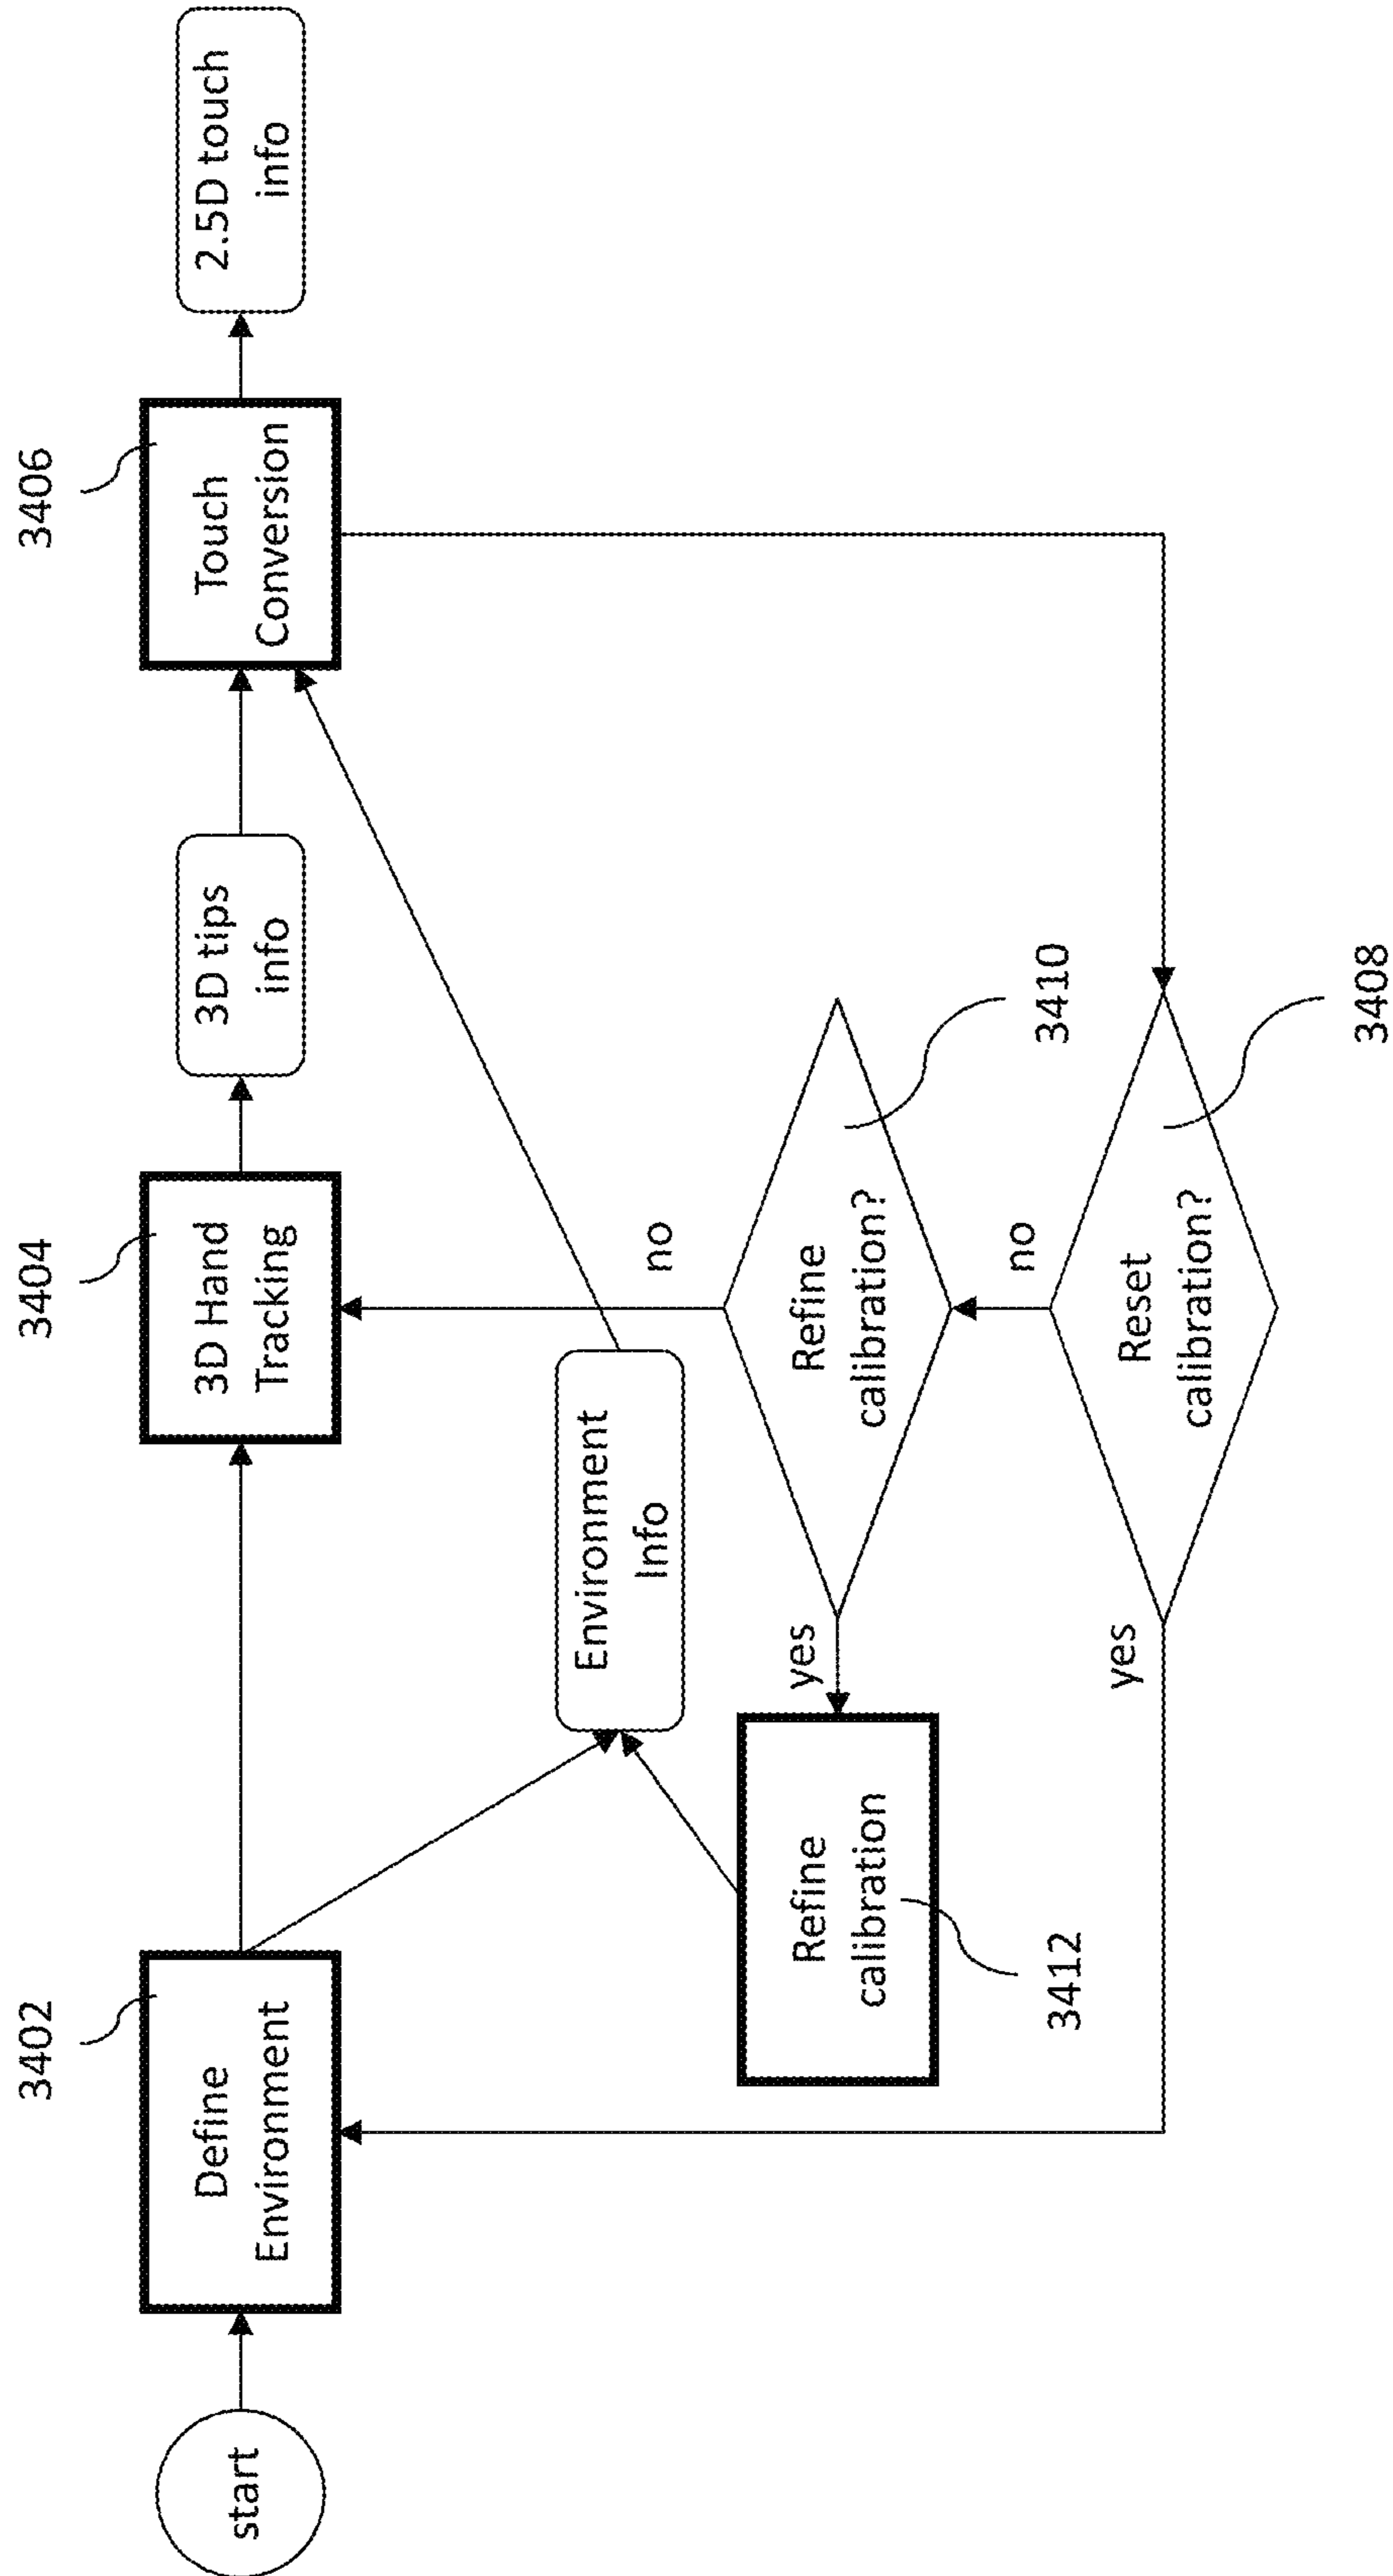 start
3402
Define
Environment
3404
3D Hand
Tracking
3D tips
info
3406
Touch
Conversion
2.5D touch
info
Environment
Info
3412
Refine
calibration
yes
Refine
calibration?
no
3410
yes
Reset
calibration?
no
3408